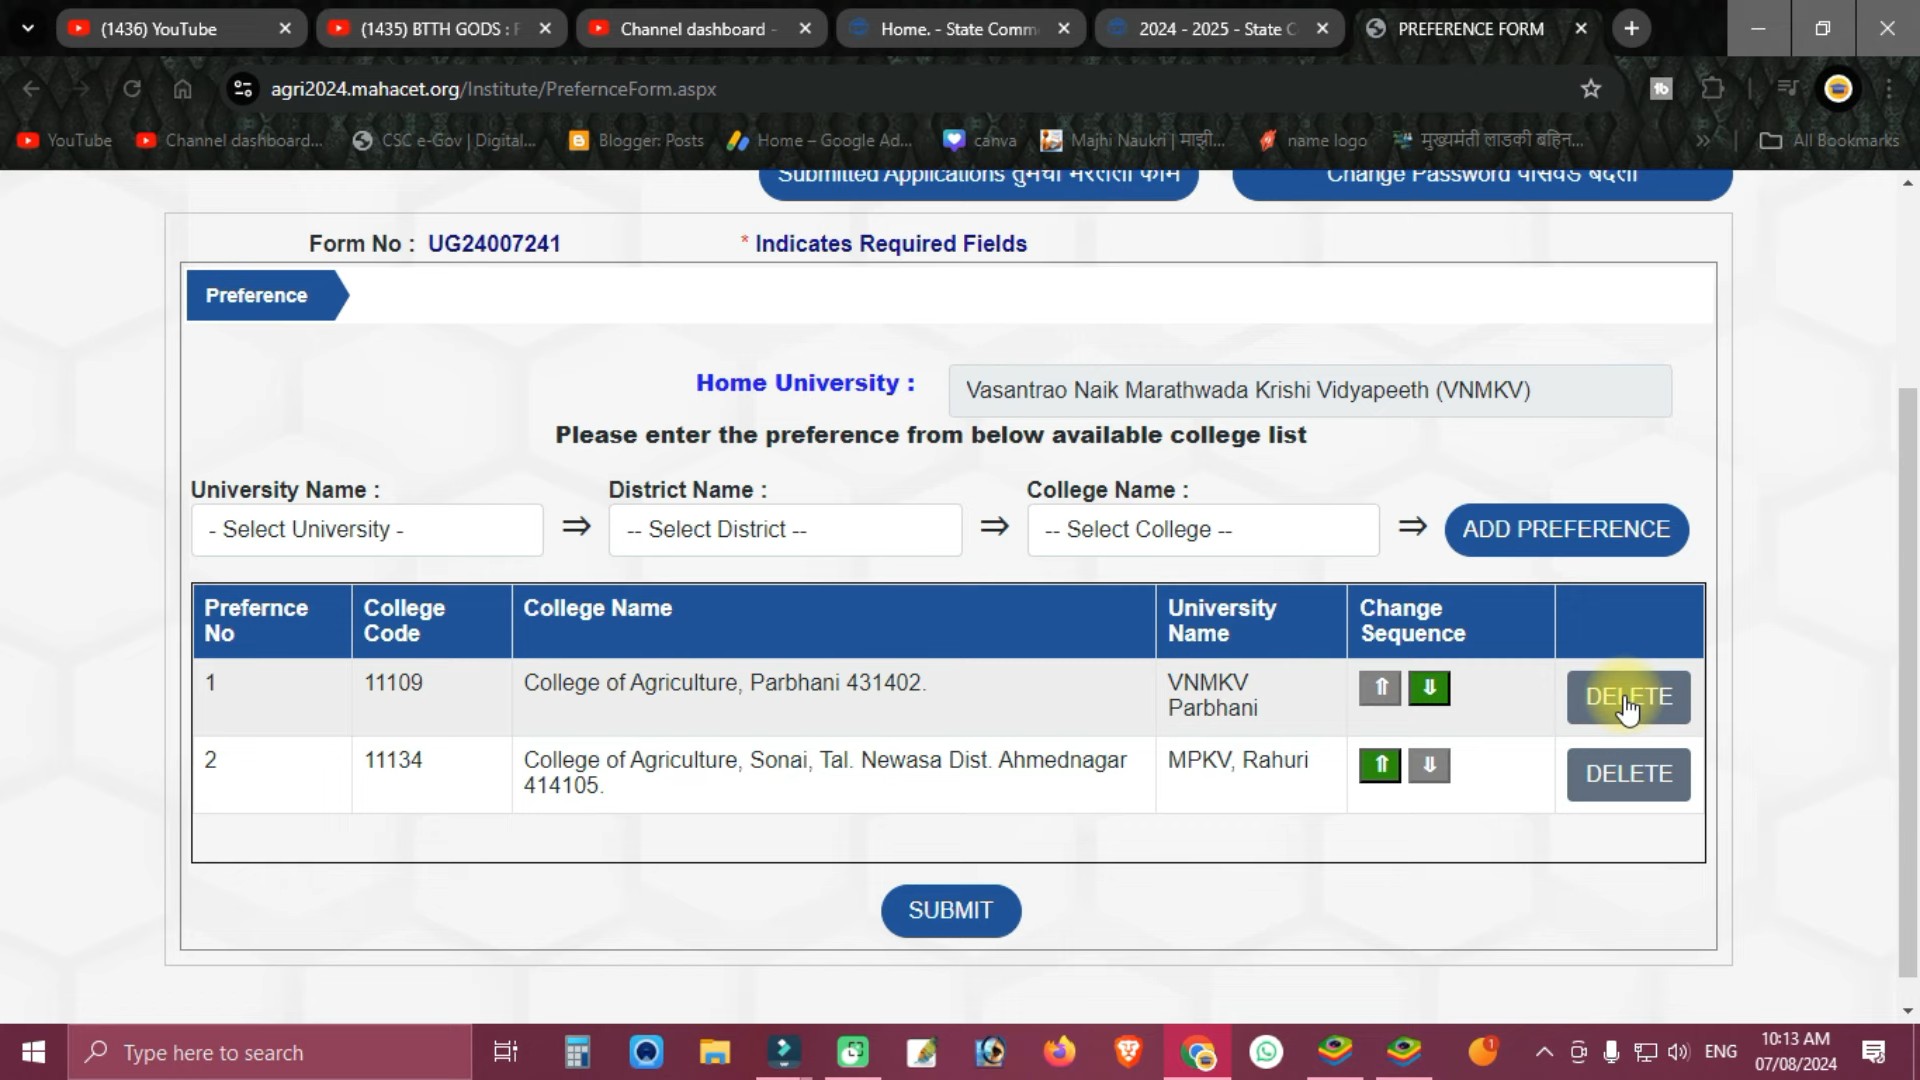 (1436) YouTube
(1435) BTTH GODS : F
Channel dashboard -
Home. - State Comm
2024 - 2025 - State C
PREFERENCE FORM
agri2024.mahacet.org/Institute/PrefernceForm.aspx
YouTube
Channel dashboard...
CSC e-Gov | Digital...
Blogger: Posts
Home – Google Ad...
canva
Majhi Naukri | माझी...
name logo
मुख्यमंत्री लाडकी बहिन...
All Bookmarks
Submitted Applications तुमचा भरलेला फॉर्म
Change Password पासवर्ड बदला
Form No : UG24007241
* Indicates Required Fields
Preference
Home University :
Vasantrao Naik Marathwada Krishi Vidyapeeth (VNMKV)
Please enter the preference from below available college list
University Name :
District Name :
College Name :
- Select University -
⇒
-- Select District --
⇒
-- Select College --
⇒
ADD PREFERENCE
Prefernce No
College Code
College Name
University Name
Change Sequence
1
11109
College of Agriculture, Parbhani 431402.
VNMKV
Parbhani
⇑
⇓
DELETE
2
11134
College of Agriculture, Sonai, Tal. Newasa Dist. Ahmednagar
414105.
MPKV, Rahuri
⇑
⇓
DELETE
SUBMIT
Type here to search
1
ENG
10:13 AM
07/08/2024